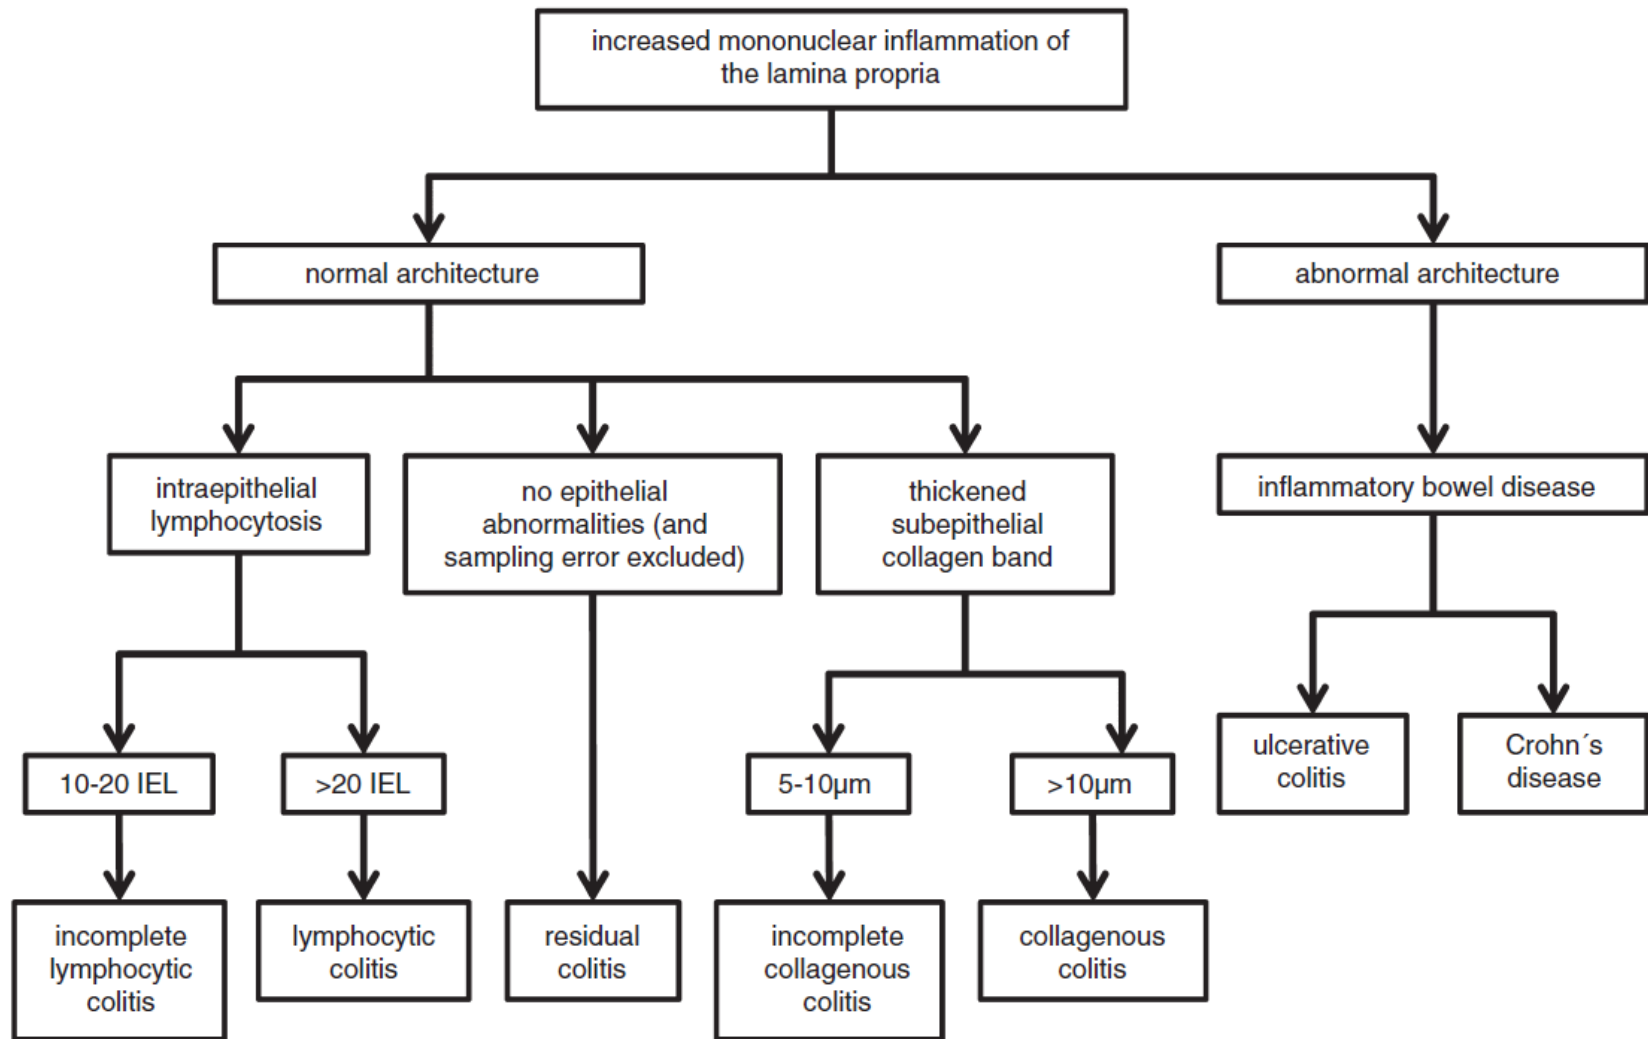 increased mononuclear inflammation of
the lamina propria
normal architecture
abnormal architecture
intraepithelial
lymphocytosis
no epithelial
abnormalities (and
sampling error excluded)
thickened
subepithelial
collagen band
inflammatory bowel disease
10-20 IEL
>20 IEL
5-10µm
>10µm
ulcerative
colitis
Crohn´s
disease
incomplete
lymphocytic
colitis
lymphocytic
colitis
residual
colitis
incomplete
collagenous
colitis
collagenous
colitis